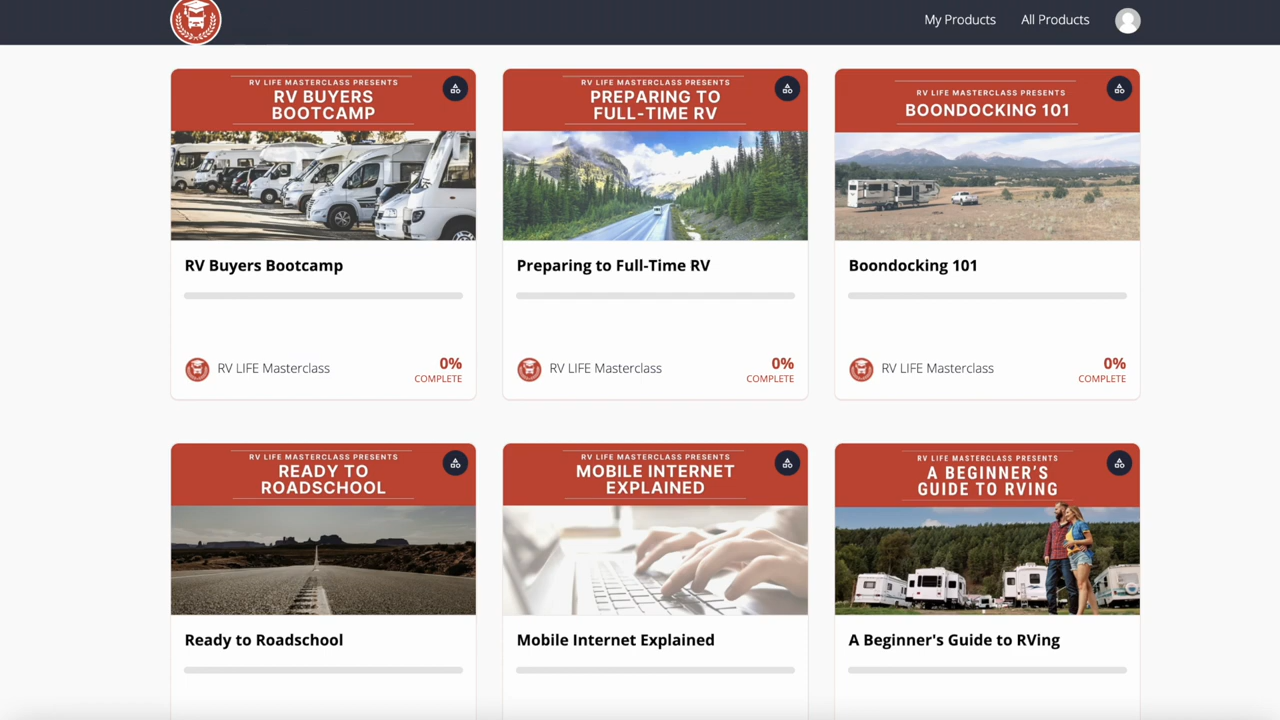 My Products
All Products
RV LIFE MASTERCLASS PRESENTS
RV BUYERS
BOOTCAMP
RV Buyers Bootcamp
RV LIFE Masterclass
0%
COMPLETE
RV LIFE MASTERCLASS PRESENTS
PREPARING TO
FULL-TIME RV
Preparing to Full-Time RV
RV LIFE Masterclass
0%
COMPLETE
RV LIFE MASTERCLASS PRESENTS
BOONDOCKING 101
Boondocking 101
RV LIFE Masterclass
0%
COMPLETE
RV LIFE MASTERCLASS PRESENTS
READY TO
ROADSCHOOL
Ready to Roadschool
RV LIFE MASTERCLASS PRESENTS
MOBILE INTERNET
EXPLAINED
Mobile Internet Explained
RV LIFE MASTERCLASS PRESENTS
A BEGINNER'S
GUIDE TO RVING
A Beginner's Guide to RVing